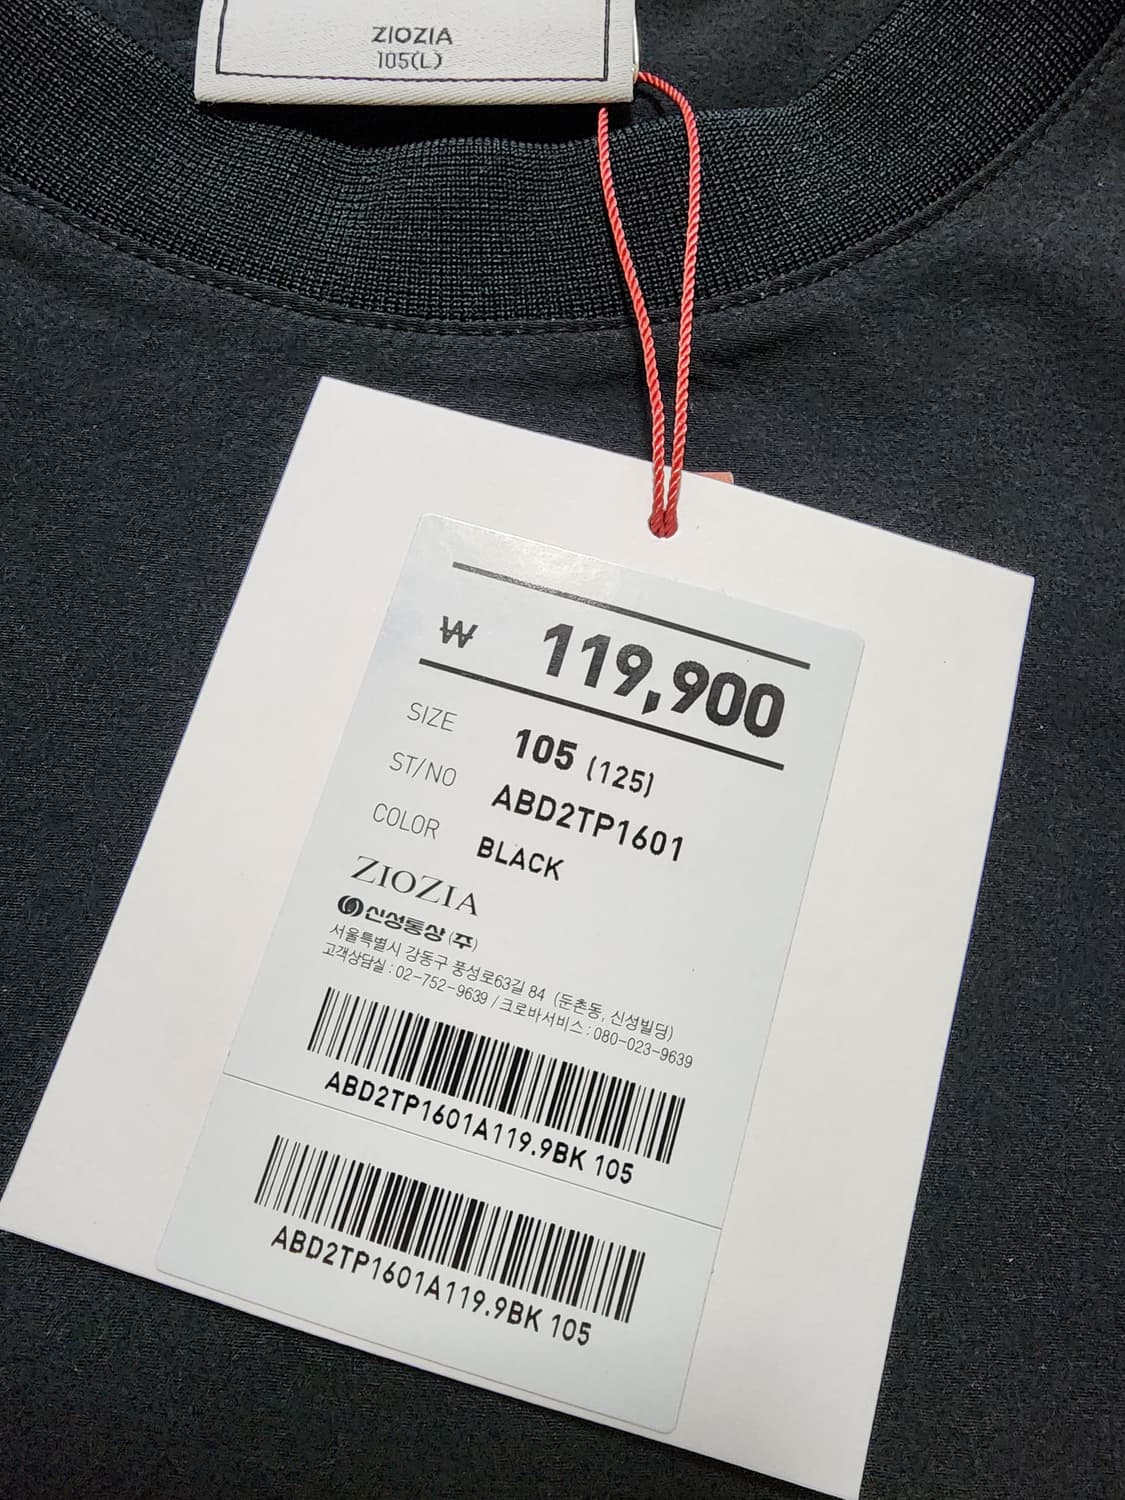 ZIOZIA
105(L)
₩ 119,900
SIZE 105 (125)
ST/NO ABD2TP1601
COLOR BLACK
ZIOZIA
신성통상(주)
서울특별시 강동구 풍성로63길 84 (둔촌동, 신성빌딩)
고객상담실 : 02-752-9639 / 크로바서비스 : 080-023-9639
ABD2TP1601A119.9BK 105
ABD2TP1601A119.9BK 105